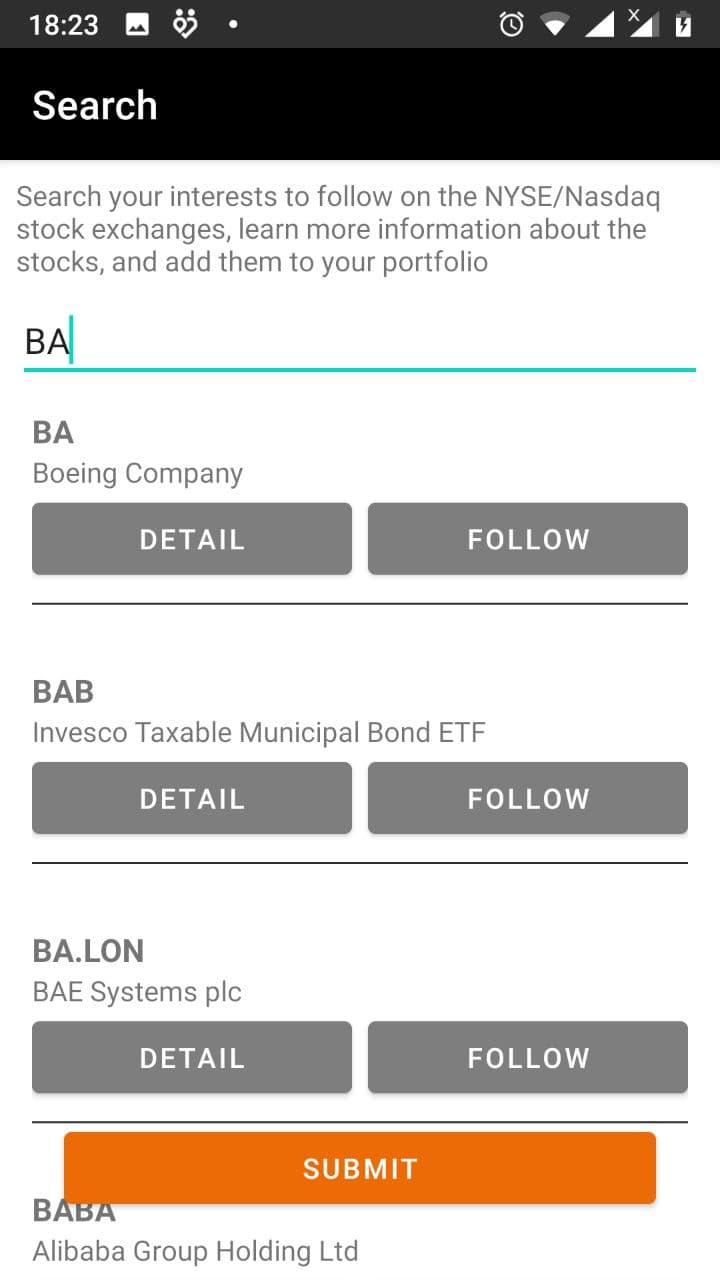 18:23
Search
Search your interests to follow on the NYSE/Nasdaq
stock exchanges, learn more information about the
stocks, and add them to your portfolio
BA
BA
Boeing Company
DETAIL FOLLOW
BAB
Invesco Taxable Municipal Bond ETF
DETAIL FOLLOW
BA.LON
BAE Systems plc
DETAIL FOLLOW
SUBMIT
BABA
Alibaba Group Holding Ltd